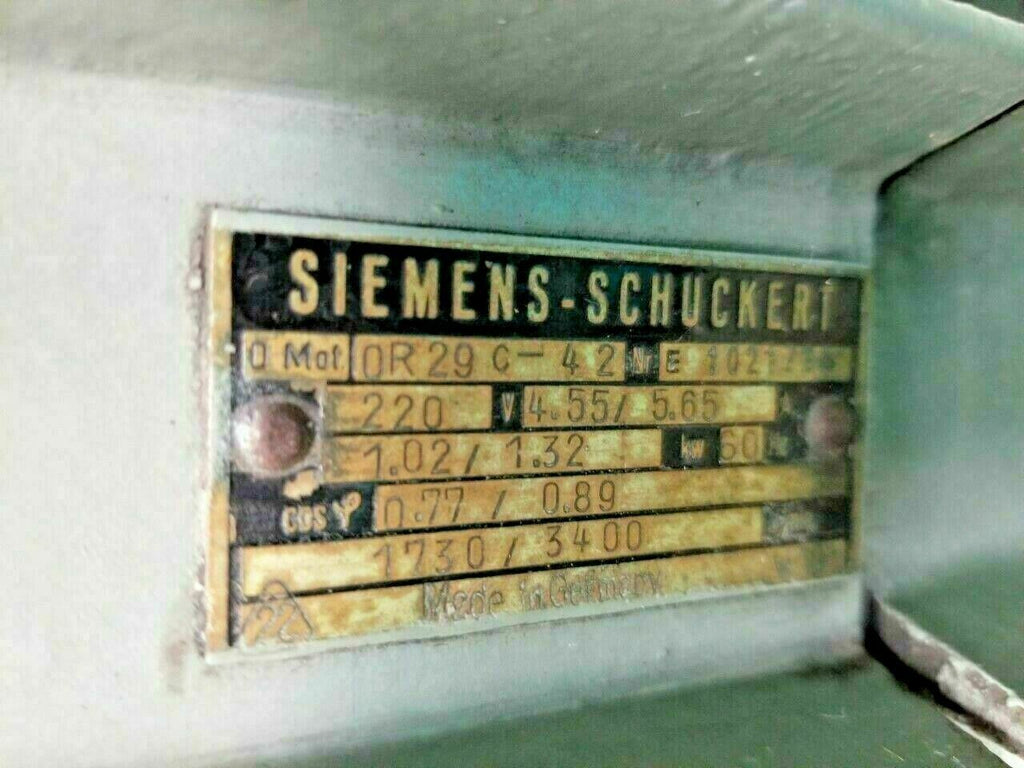 SIEMENS-SCHUCKERT
D Mot. OR 29 C- 42 Nr. E
220 V 4.55/ 5.65
1.02/ 1.32 kW 60 Hz
cos φ 0.77 / 0.89
1730/ 3400
Made in Germany